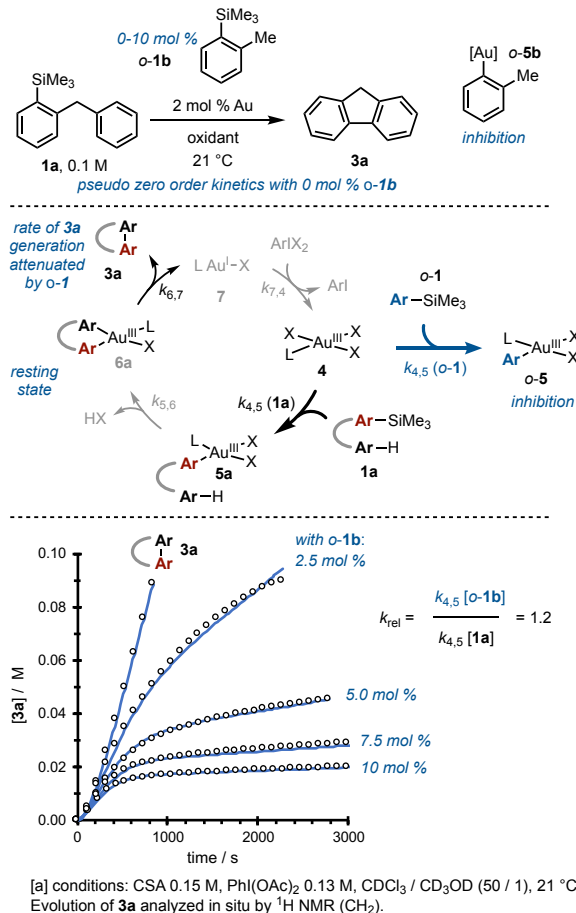 SiMe3
0-10 mol %
o-1b
Me
SiMe3
1a, 0.1 M
2 mol % Au
oxidant
21 °C
3a
[Au]
o-5b
Me
inhibition
pseudo zero order kinetics with 0 mol % o-1b
rate of 3a
generation
attenuated
by o-1
Ar
Ar
3a
k6,7
L AuI-X
7
ArIX2
k7,4
ArI
Ar
Ar
AuIII
L
X
6a
resting
state
X
L
AuIII
X
X
4
o-1
Ar SiMe3
k4,5 (o-1)
L
Ar
AuIII
X
X
o-5
inhibition
HX
k5,6
k4,5 (1a)
L
Ar
AuIII
X
X
Ar–H
5a
Ar–SiMe3
Ar–H
1a
Ar
Ar
3a
with o-1b:
2.5 mol %
5.0 mol %
7.5 mol %
10 mol %
krel = k4,5 [o-1b] / k4,5 [1a] = 1.2
[3a] / M
0.10
0.08
0.06
0.04
0.02
0.00
0
1000
2000
3000
time / s
[a] conditions: CSA 0.15 M, PhI(OAc)2 0.13 M, CDCl3 / CD3OD (50 / 1), 21 °C
Evolution of 3a analyzed in situ by 1H NMR (CH2).